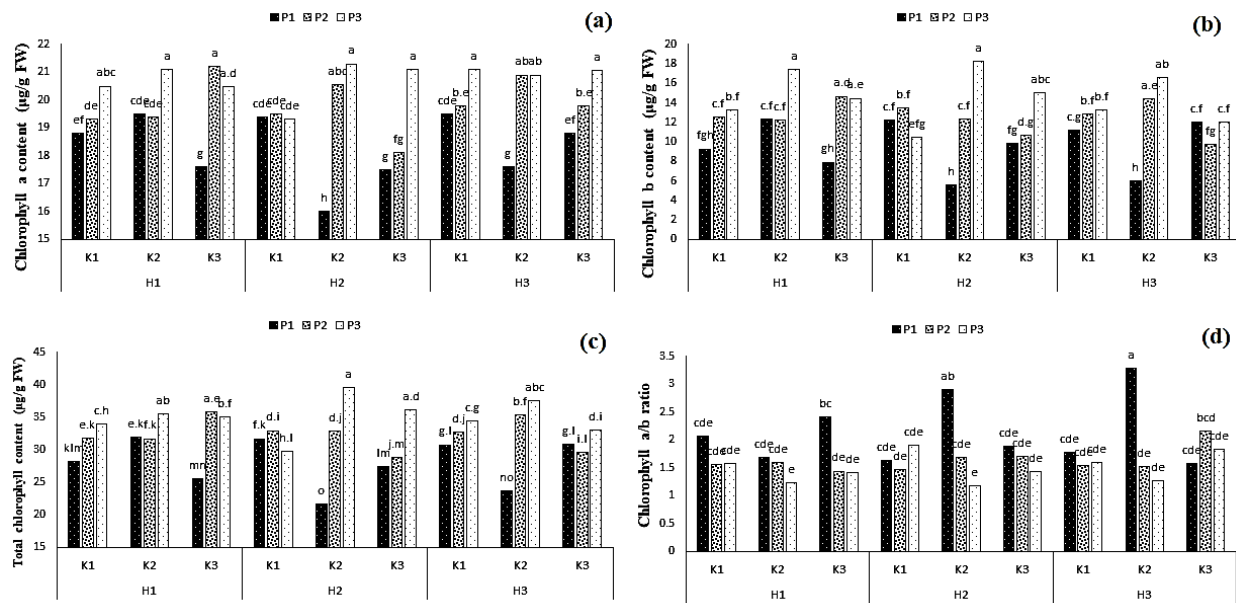 (a)
■P1 ▩P2 □P3
Chlorophyll a content (µg/g FW)
22
21
20
19
18
17
16
15
ef de abc cde cde a g a a.d cde cde cde h abc a g fg a cde b.e a g ab ab ef b.e a
K1 K2 K3 K1 K2 K3 K1 K2 K3
H1 H2 H3
(b)
■P1 ▩P2 □P3
Chlorophyll b content (µg/g FW)
20
18
16
14
12
10
8
6
4
2
0
fgh c.f b.f c.f c.f a gh a.d a.e c.f b.f efg h c.f a fg d.g abc c.g b.f b.f h a.e ab c.f fg c.f
K1 K2 K3 K1 K2 K3 K1 K2 K3
H1 H2 H3
(c)
■P1 ▩P2 □P3
Total chlorophyll content (µg/g FW)
45
40
35
30
25
20
15
klm e.k c.h e.k f.k ab mn a.e b.f f.k d.i h.l o d.j a lm j.m a.d g.l d.j c.g no b.f abc g.l i.l d.i
K1 K2 K3 K1 K2 K3 K1 K2 K3
H1 H2 H3
(d)
■P1 ▩P2 □P3
Chlorophyll a/b ratio
3.5
3
2.5
2
1.5
1
0.5
0
cde cde cde cde de e bc de de cde de cde ab cde e cde cde de cde cde cde a de de cde bcd cde
K1 K2 K3 K1 K2 K3 K1 K2 K3
H1 H2 H3